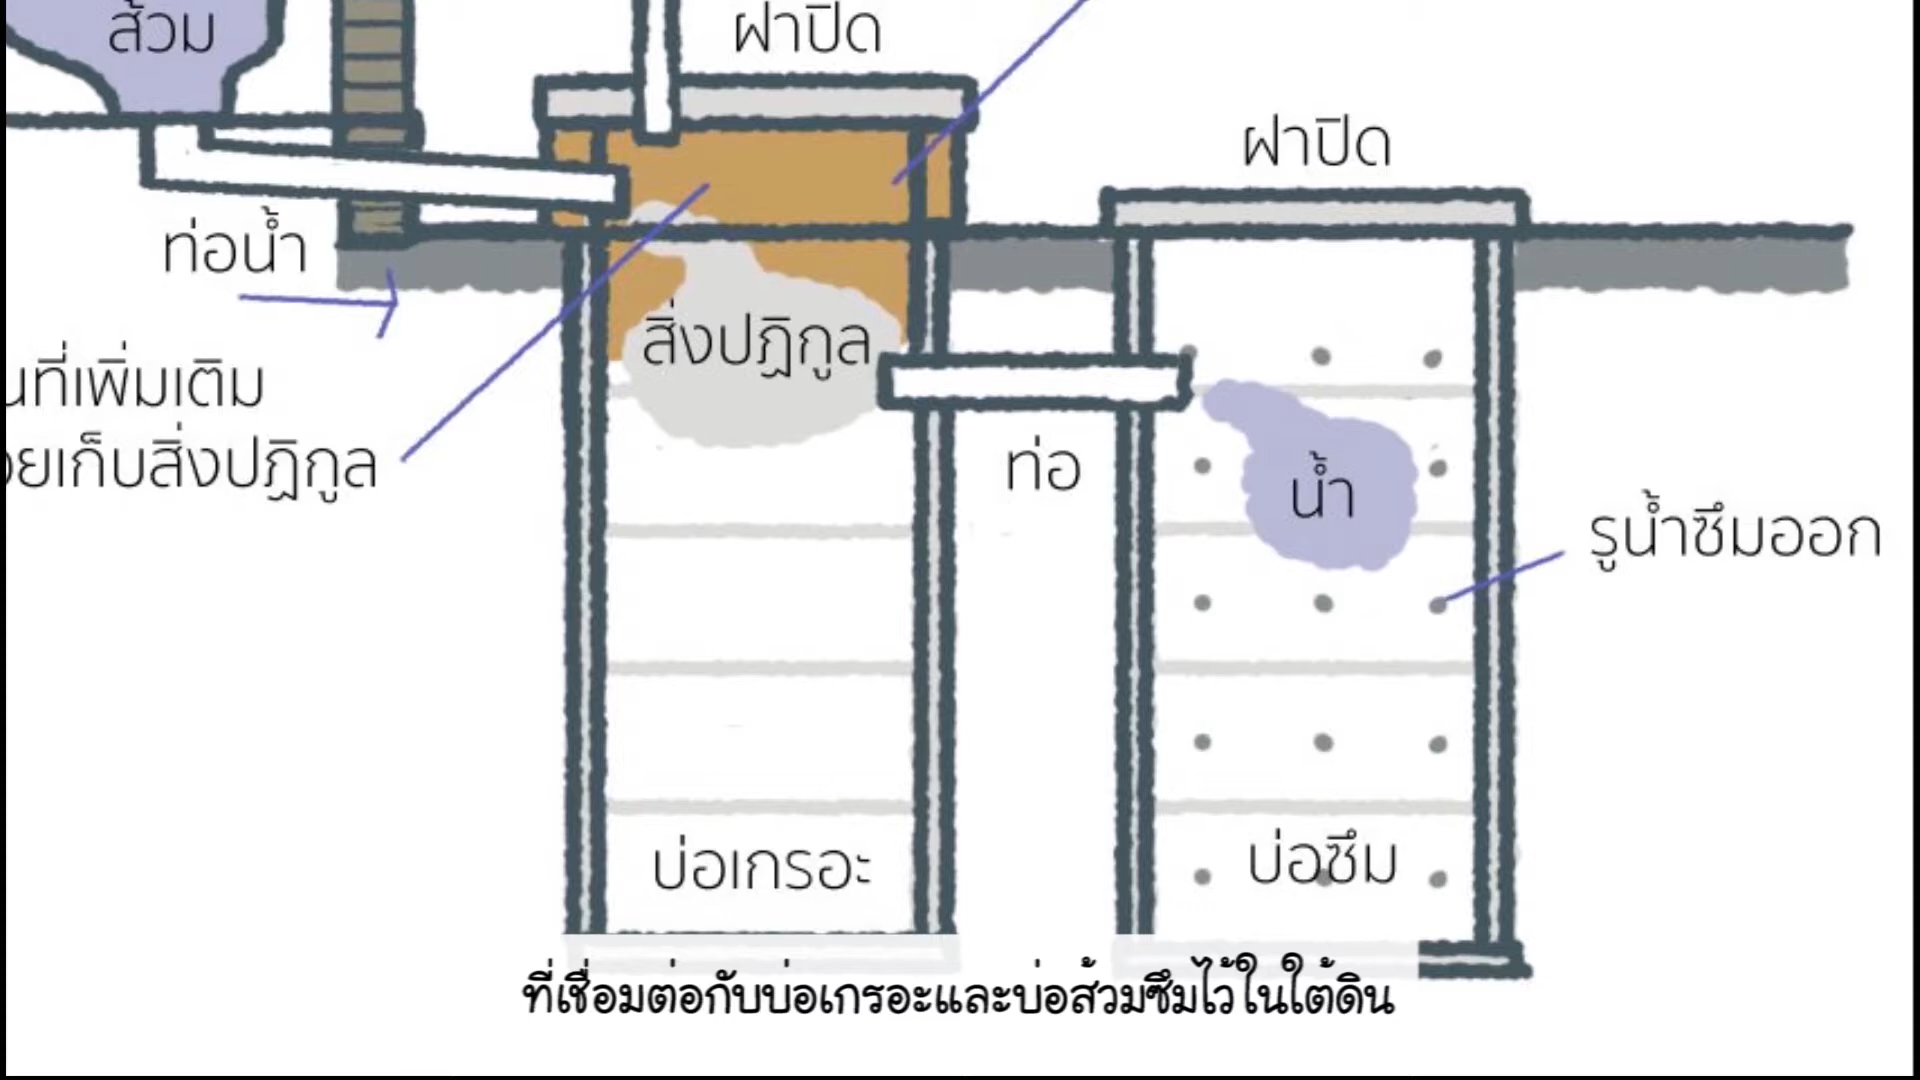 ส้วม
ฝาปิด
ฝาปิด
ท่อน้ำ
สิ่งปฏิกูล
ที่เพิ่มเติม
เก็บสิ่งปฏิกูล
ท่อ
น้ำ
รูน้ำซึมออก
บ่อเกรอะ
บ่อซึม
ที่เชื่อมต่อกับบ่อเกรอะและบ่อส้วมซึมไว้ในใต้ดิน